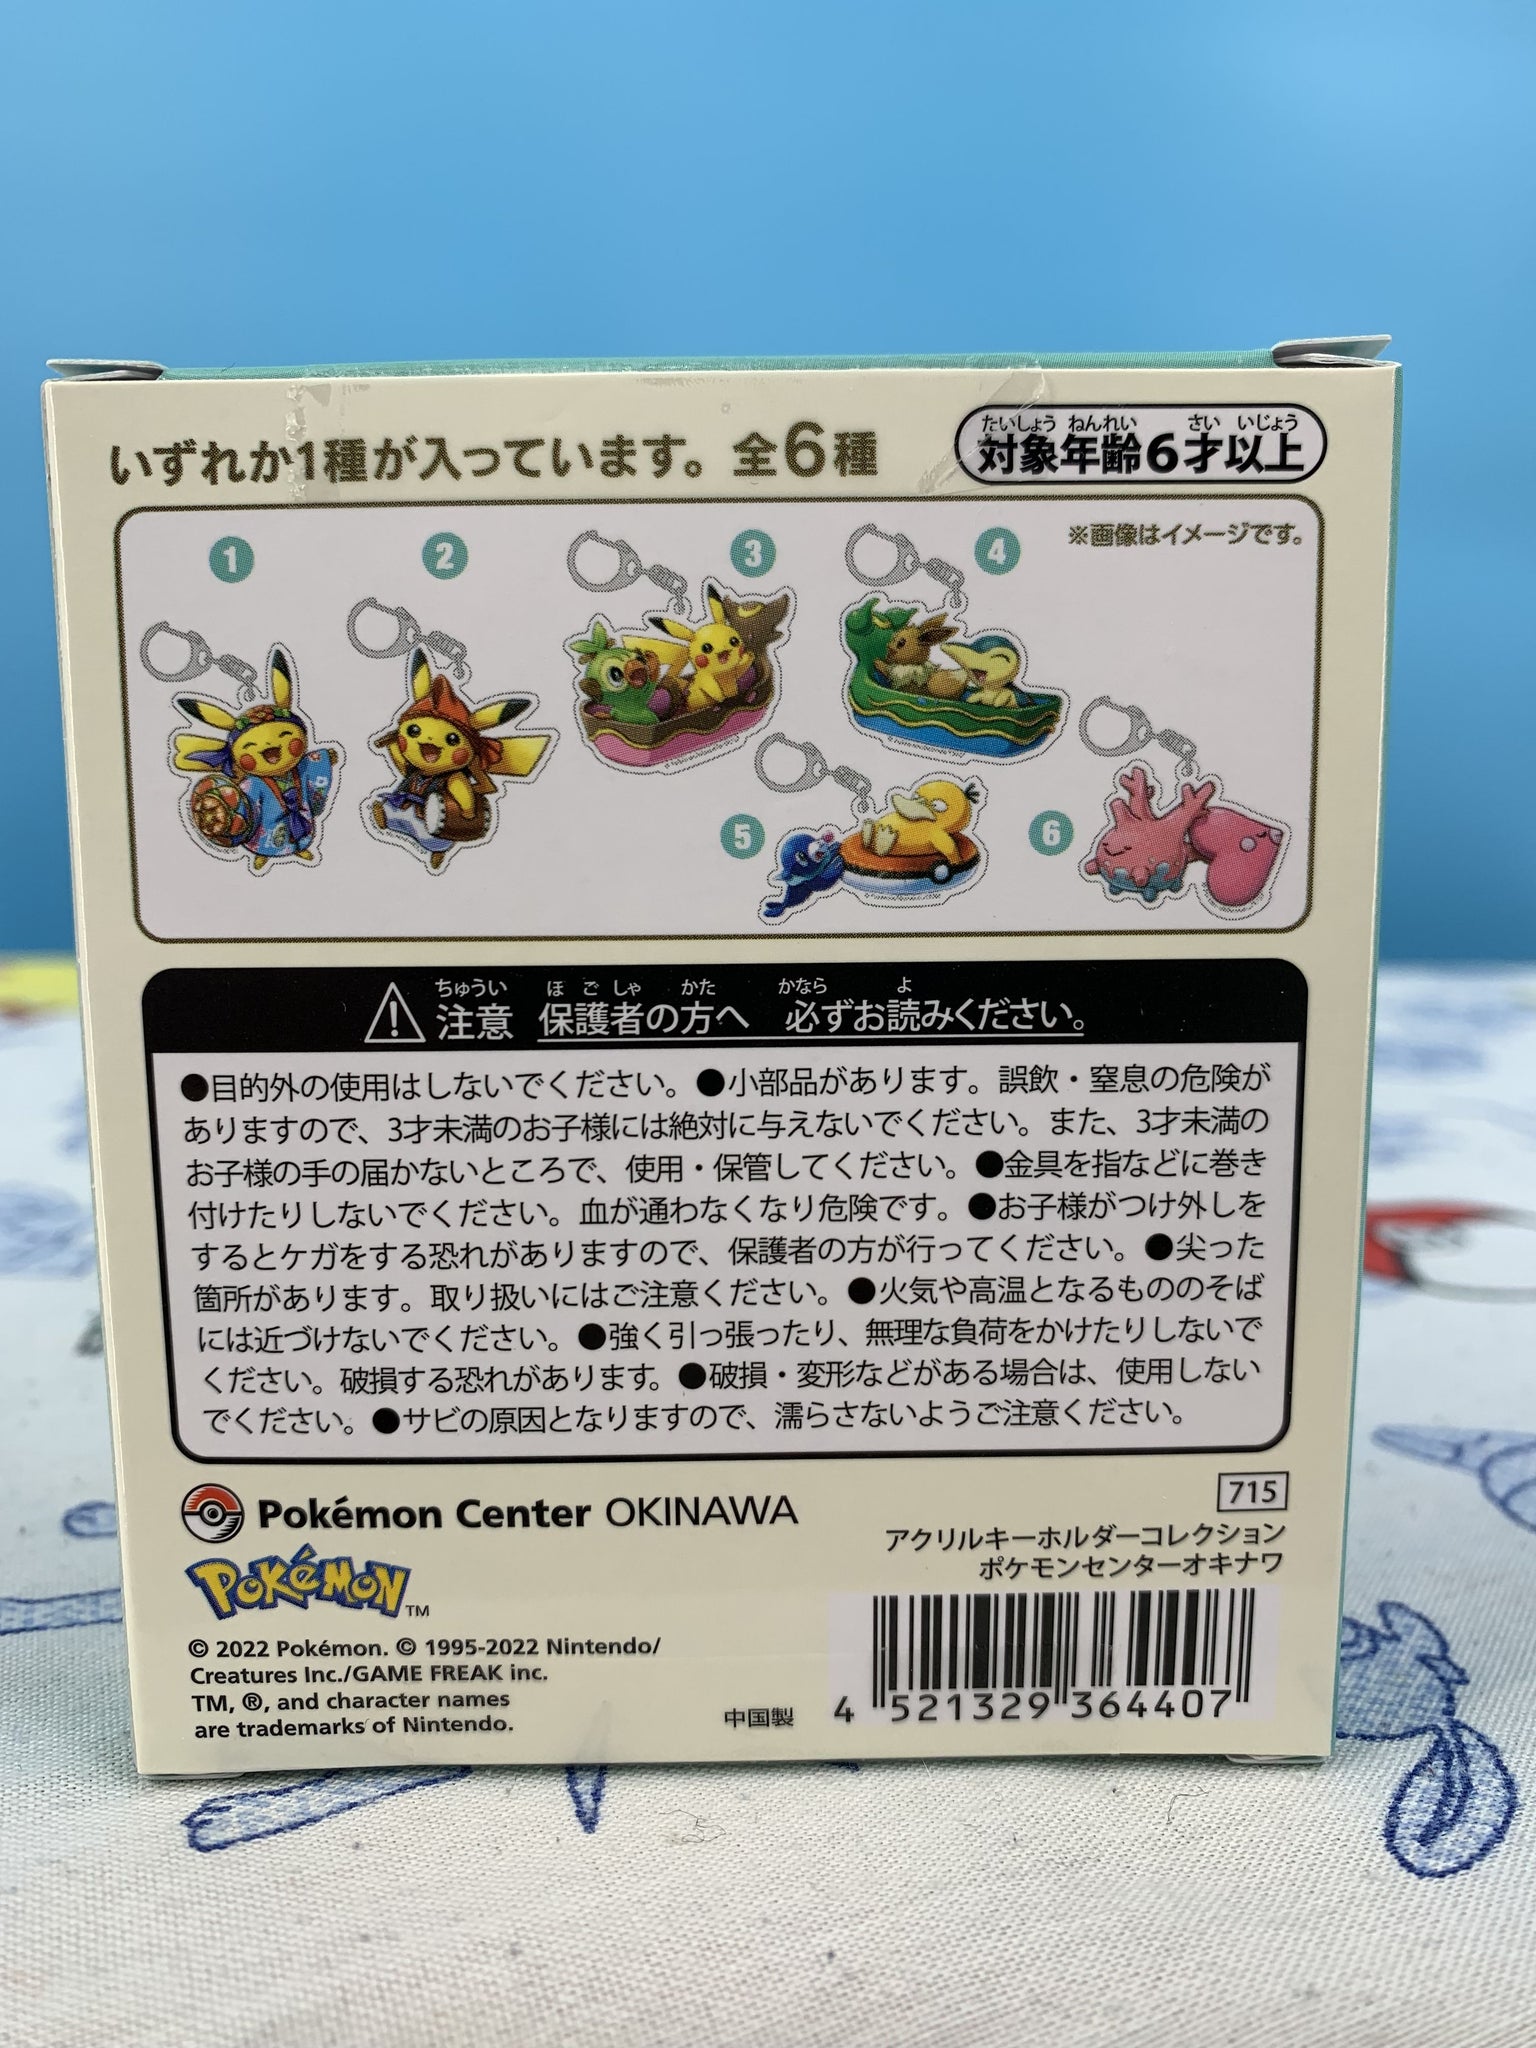 いずれか1種が入っています。全6種
たいしょう ねんれい さい いじょう
対象年齢6才以上
※画像はイメージです。
1
2
3
4
5
6
ちゅうい ほごしゃ かた かなら よ
注意 保護者の方へ 必ずお読みください。
●目的外の使用はしないでください。●小部品があります。誤飲・窒息の危険が
ありますので、3才未満のお子様には絶対に与えないでください。また、3才未満の
お子様の手の届かないところで、使用・保管してください。●金具を指などに巻き
付けたりしないでください。血が通わなくなり危険です。●お子様がつけ外しを
するとケガをする恐れがありますので、保護者の方が行ってください。●尖った
箇所があります。取り扱いにはご注意ください。●火気や高温となるもののそば
には近づけないでください。●強く引っ張ったり、無理な負荷をかけたりしないで
ください。破損する恐れがあります。●破損・変形などがある場合は、使用しない
でください。●サビの原因となりますので、濡らさないようご注意ください。
Pokémon Center OKINAWA
715
アクリルキーホルダーコレクション
ポケモンセンターオキナワ
POKéMON TM
© 2022 Pokémon. © 1995-2022 Nintendo/
Creatures Inc./GAME FREAK inc.
TM, ®, and character names
are trademarks of Nintendo.
中国製
4 521329 364407